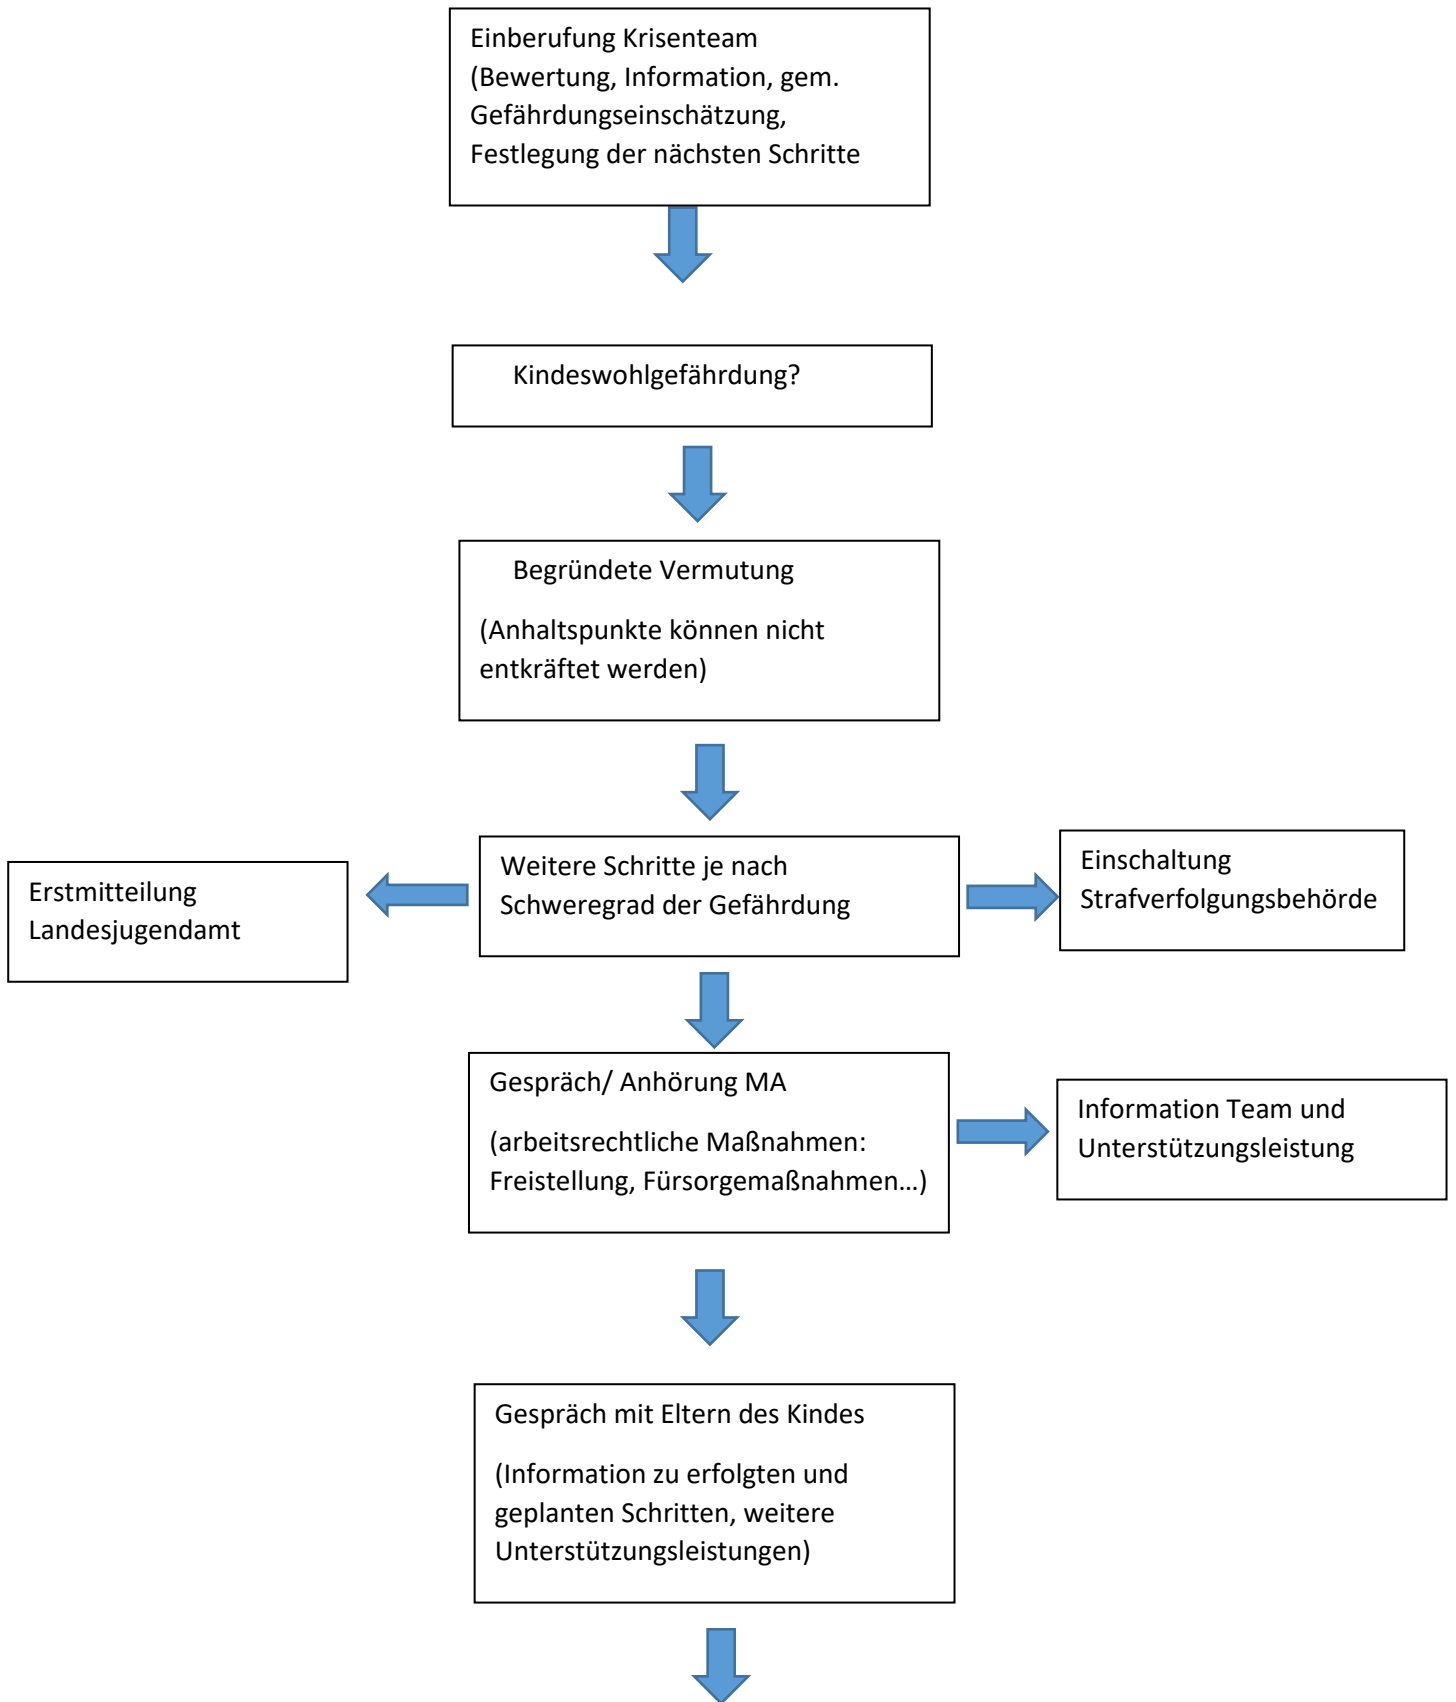 Einberufung Krisenteam
(Bewertung, Information, gem.
Gefährdungseinschätzung,
Festlegung der nächsten Schritte
Kindeswohlgefährdung?
Begründete Vermutung
(Anhaltspunkte können nicht
entkräftet werden)
Erstmitteilung
Landesjugendamt
Weitere Schritte je nach
Schweregrad der Gefährdung
Einschaltung
Strafverfolgungsbehörde
Gespräch/ Anhörung MA
(arbeitsrechtliche Maßnahmen:
Freistellung, Fürsorgemaßnahmen…)
Information Team und
Unterstützungsleistung
Gespräch mit Eltern des Kindes
(Information zu erfolgten und
geplanten Schritten, weitere
Unterstützungsleistungen)